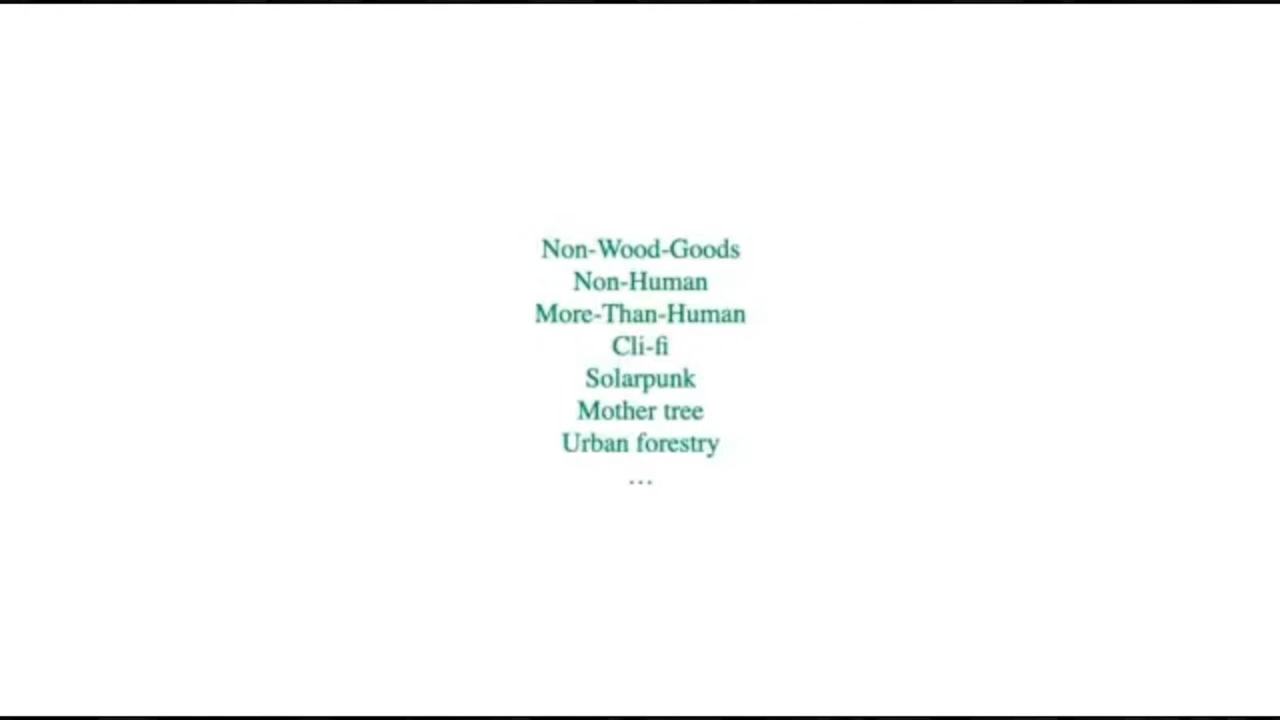 Non-Wood-Goods
Non-Human
More-Than-Human
Cli-fi
Solarpunk
Mother tree
Urban forestry
...